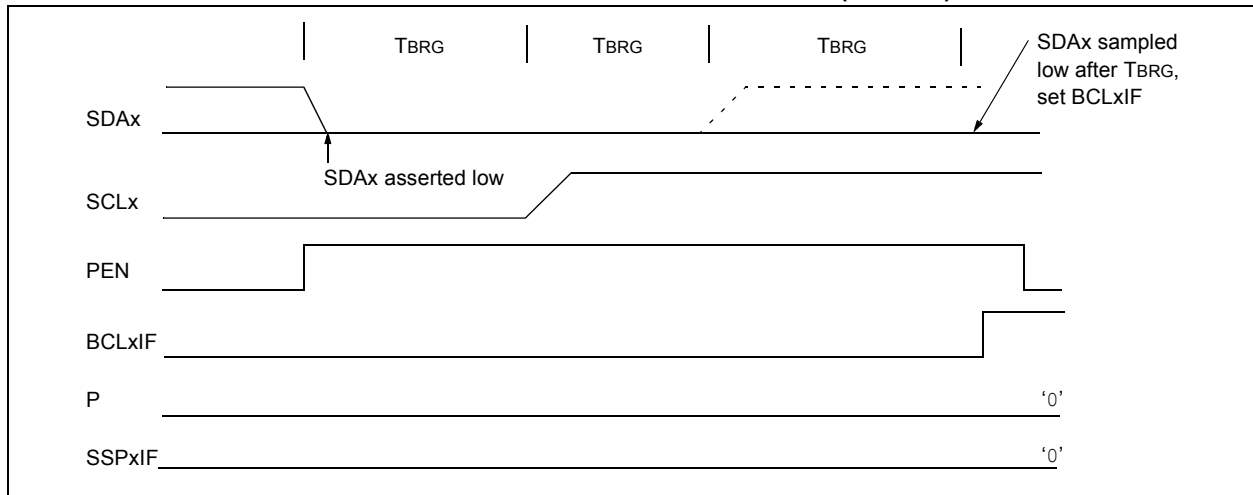 TBRG TBRG TBRG
SDAx sampled
low after TBRG,
set BCLxIF
SDAx
SDAx asserted low
SCLx
PEN
BCLxIF
P '0'
SSPxIF '0'